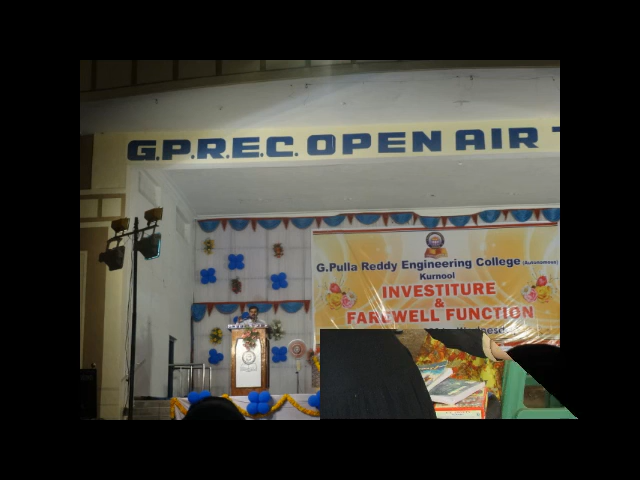 G.P.R.E.C. OPEN AIR
G.Pulla Reddy Engineering College (Autonomous)
Kurnool
INVESTITURE
&
FAREWELL FUNCTION